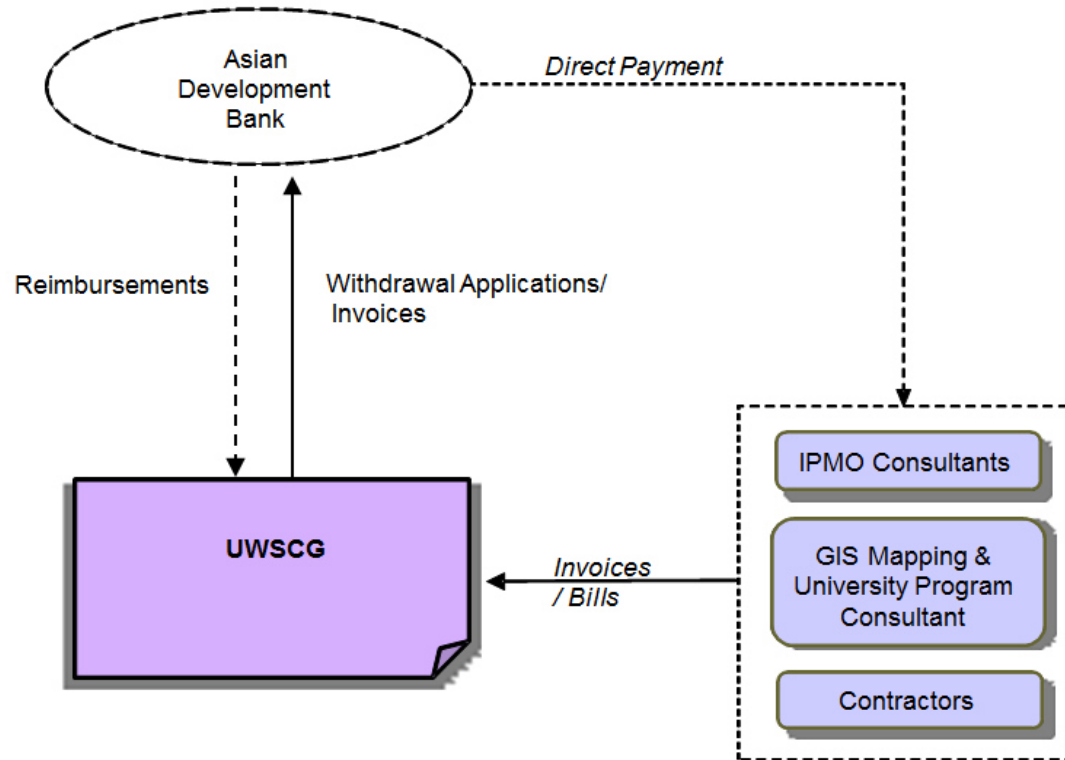 Asian
Development
Bank
Direct Payment
Reimbursements
Withdrawal Applications/
Invoices
IPMO Consultants
UWSCG
GIS Mapping &
University Program
Consultant
Invoices
/ Bills
Contractors